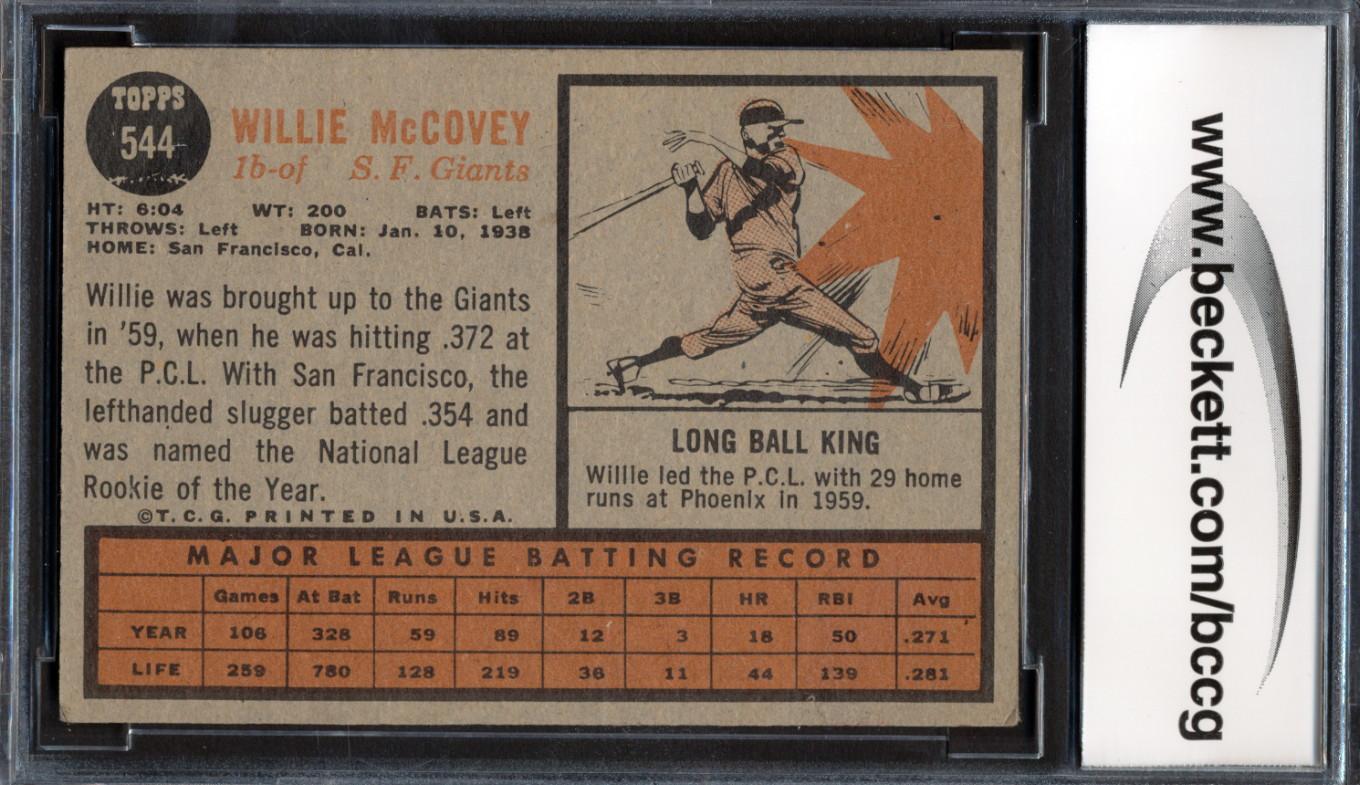 TOPPS
544
WILLIE McCOVEY
1b-of S. F. Giants
HT: 6:04 WT: 200 BATS: Left
THROWS: Left BORN: Jan. 10, 1938
HOME: San Francisco, Cal.
Willie was brought up to the Giants
in '59, when he was hitting .372 at
the P.C.L. With San Francisco, the
lefthanded slugger batted .354 and
was named the National League
Rookie of the Year.
©T.C.G. PRINTED IN U.S.A.
LONG BALL KING
Willie led the P.C.L. with 29 home
runs at Phoenix in 1959.
MAJOR LEAGUE BATTING RECORD
Games At Bat Runs Hits 2B 3B HR RBI Avg
YEAR 106 328 59 89 12 3 18 50 .271
LIFE 259 780 128 219 36 11 44 139 .281
www.beckett.com/bccg